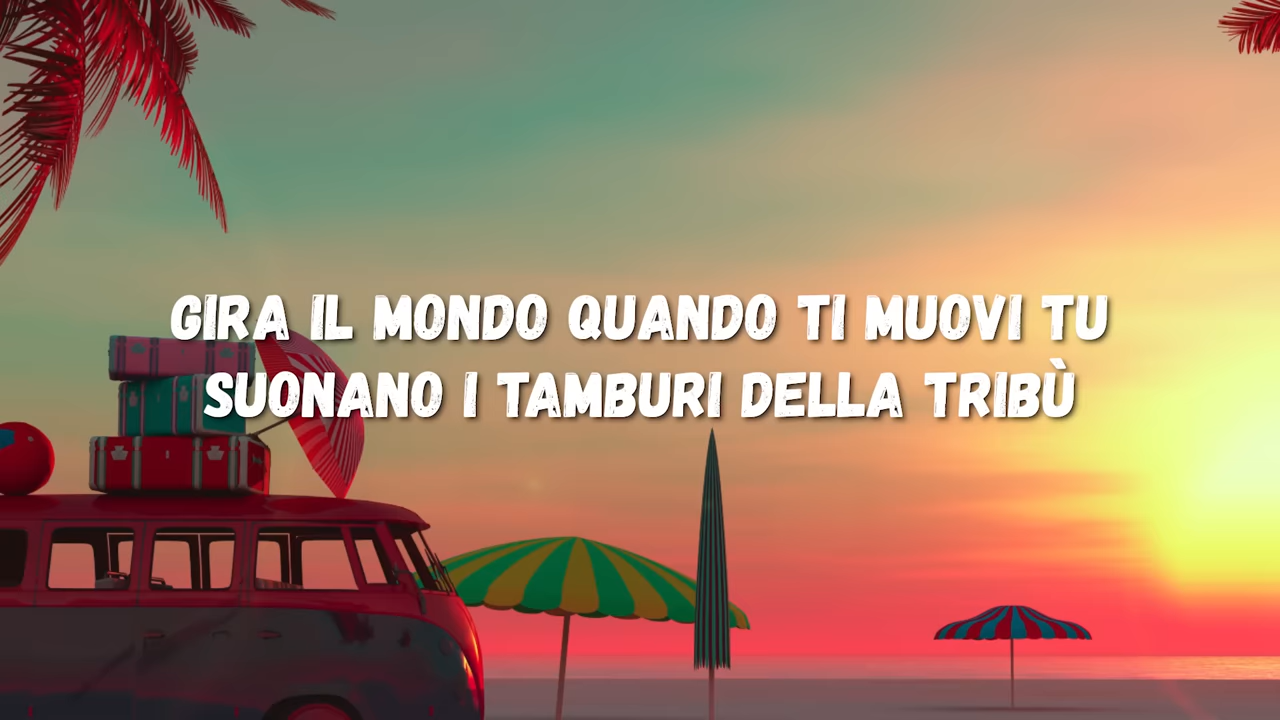 GIRA IL MONDO QUANDO TI MUOVI TU
SUONANO I TAMBURI DELLA TRIBÙ